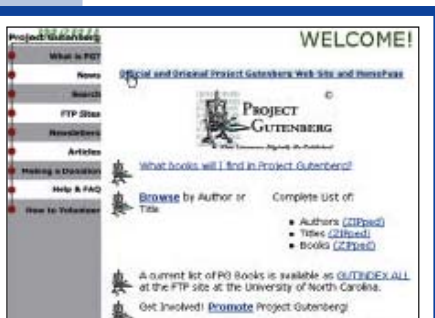 Project Gutenberg
What is PG?
News
Search
FTP Sites
Newsletters
Articles
Making a Donation
Help & FAQ
How to Volunteer
WELCOME!
Official and Original Project Gutenberg Web Site and Home Page
©
PROJECT
GUTENBERG
What books will I find in Project Gutenberg?
Browse by Author or
Title
Complete List of:
Authors (ZIPped)
Titles (ZIPped)
Books (ZIPped)
A current list of PG Books is available as GUTINDEX.ALL
at the FTP site at the University of North Carolina.
Get Involved! Promote Project Gutenberg!